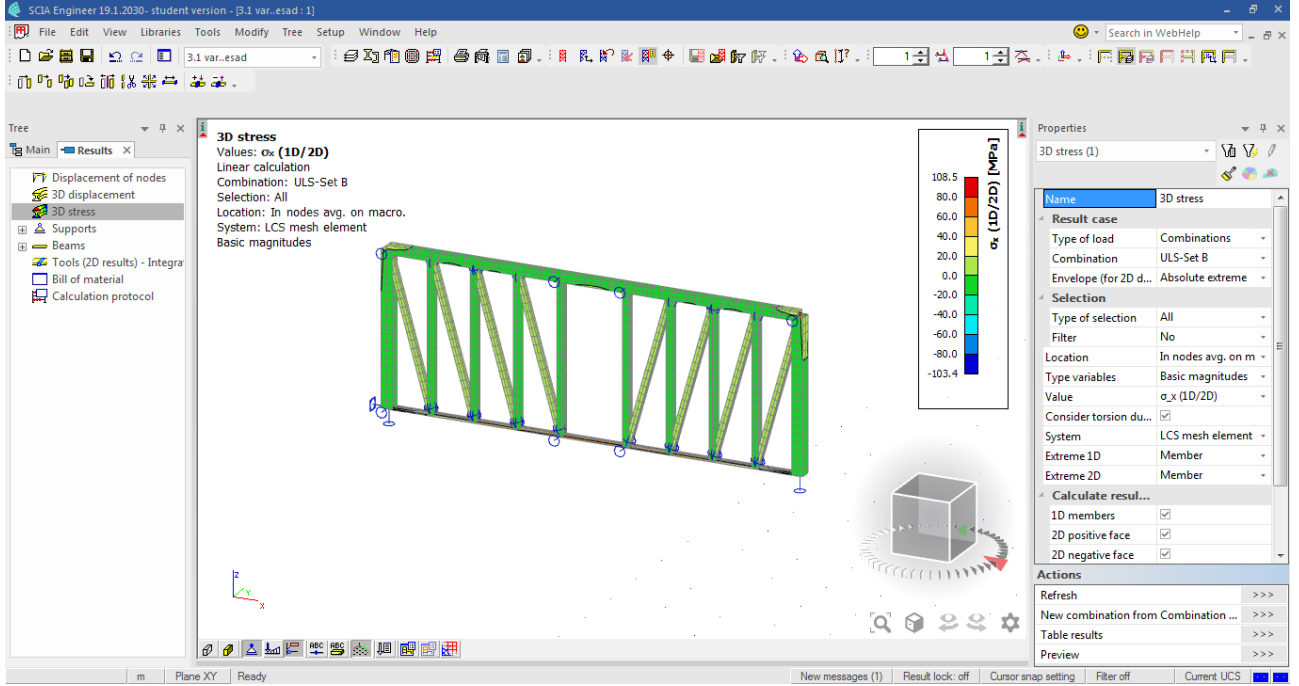 SCIA Engineer 19.1.2030- student version - [3.1 var..esad : 1]
File Edit View Libraries Tools Modify Tree Setup Window Help
Search in WebHelp
3.1 var..esad
1
1
Tree
Main
Results
Displacement of nodes
3D displacement
3D stress
Supports
Beams
Tools (2D results) - Integra
Bill of material
Calculation protocol
3D stress
Values: σx (1D/2D)
Linear calculation
Combination: ULS-Set B
Selection: All
Location: In nodes avg. on macro.
System: LCS mesh element
Basic magnitudes
108.5
80.0
60.0
40.0
20.0
0.0
-20.0
-40.0
-60.0
-80.0
-103.4
σx (1D/2D) [MPa]
z
Y
x
ABC
ABC
Properties
3D stress (1)
Name 3D stress
Result case
Type of load Combinations
Combination ULS-Set B
Envelope (for 2D d... Absolute extreme
Selection
Type of selection All
Filter No
Location In nodes avg. on m
Type variables Basic magnitudes
Value σ_x (1D/2D)
Consider torsion du...
System LCS mesh element
Extreme 1D Member
Extreme 2D Member
Calculate resul...
1D members
2D positive face
2D negative face
Actions
Refresh >>>
New combination from Combination ... >>>
Table results >>>
Preview >>>
m Plane XY Ready New messages (1) Result lock: off Cursor snap setting Filter off Current UCS